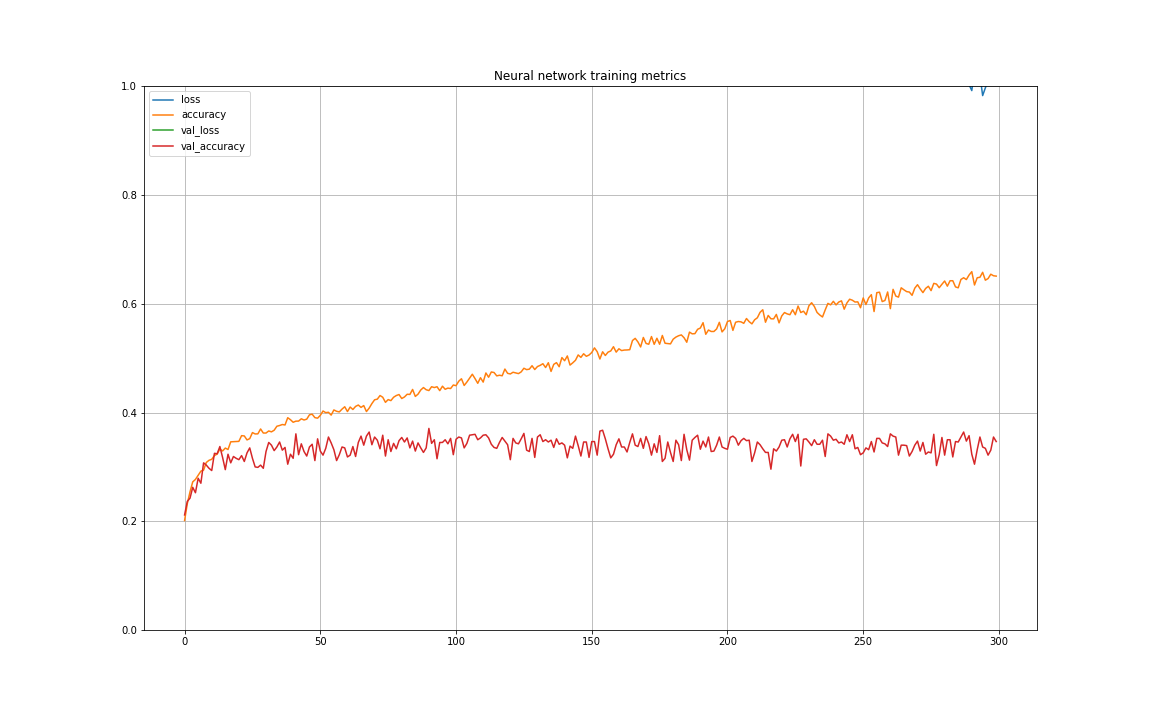 Neural network training metrics
1.0
0.8
0.6
0.4
0.2
0.0
loss
accuracy
val_loss
val_accuracy
0 50 100 150 200 250 300